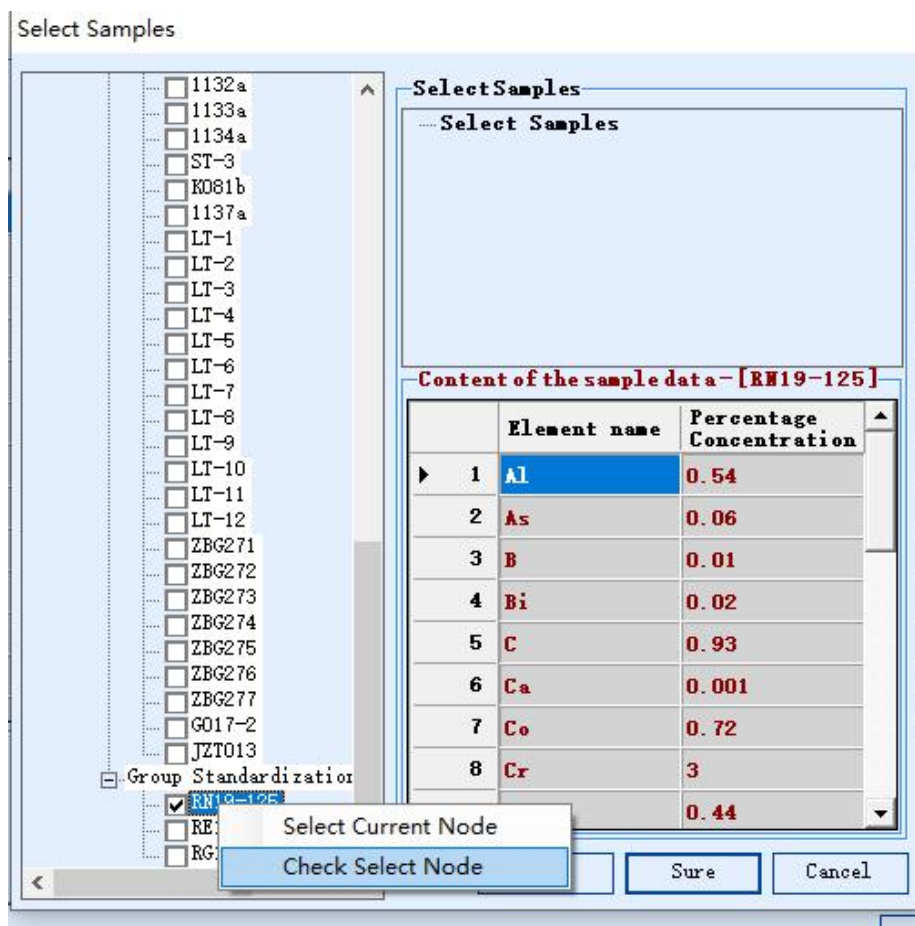 Select Samples
1132a
1133a
1134a
ST-3
K081b
1137a
LT-1
LT-2
LT-3
LT-4
LT-5
LT-6
LT-7
LT-8
LT-9
LT-10
LT-11
LT-12
ZBG271
ZBG272
ZBG273
ZBG274
ZBG275
ZBG276
ZBG277
G017-2
JZT013
Group Standardization
RN19-125
RE
RG
Select Current Node
Check Select Node
SelectSamples
Select Samples
Content of the sample data-[RN19-125]
Element name Percentage Concentration
1 Al 0.54
2 As 0.06
3 B 0.01
4 Bi 0.02
5 C 0.93
6 Ca 0.001
7 Co 0.72
8 Cr 3
0.44
Sure
Cancel